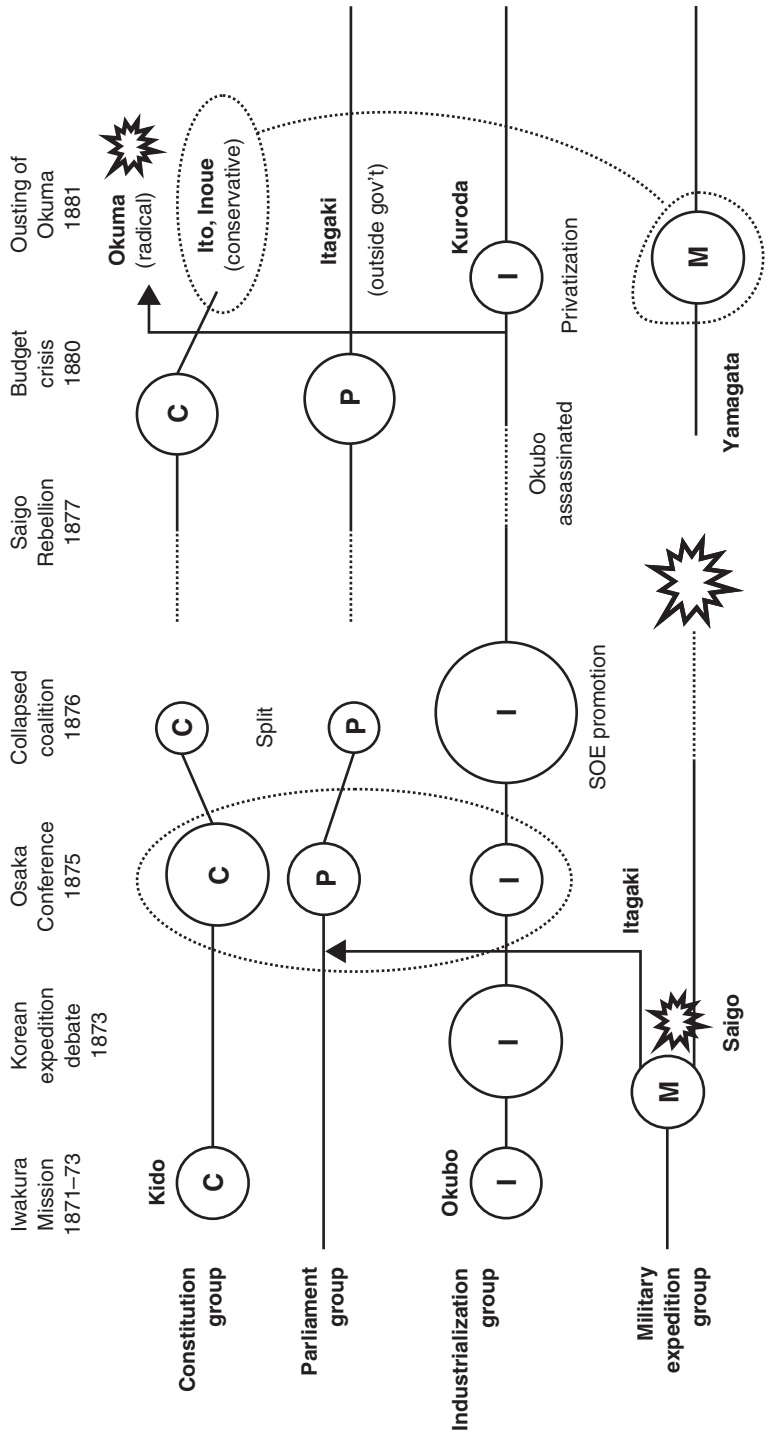 Iwakura
Mission
1871–73
Korean
expedition
debate
1873
Osaka
Conference
1875
Collapsed
coalition
1876
Saigo
Rebellion
1877
Budget
crisis
1880
Ousting of
Okuma
1881
Constitution
group
Kido
C
C
C
Split
C
Okuma
(radical)
Ito, Inoue
(conservative)
Parliament
group
P
P
P
Itagaki
(outside gov't)
Industrialization
group
Okubo
I
I
I
I
SOE promotion
Okubo
assassinated
I
Kuroda
Privatization
Military
expedition
group
M
Saigo
Itagaki
Yamagata
M